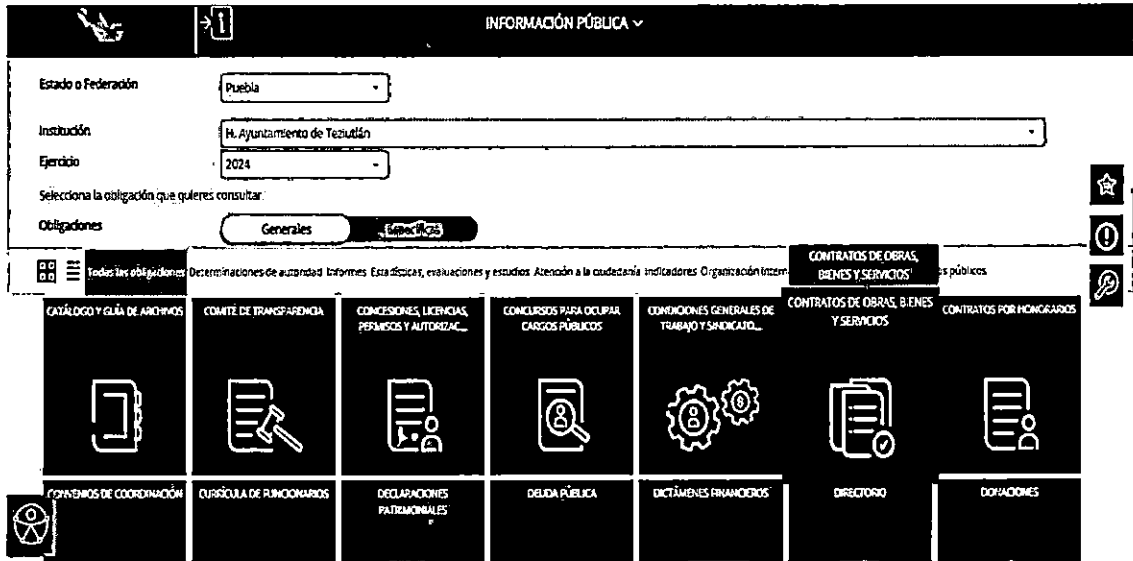 INFORMACIÓN PÚBLICA
Estado o Federación
Puebla
Institución
H. Ayuntamiento de Teziutlán
Ejercicio
2024
Selecciona la obligación que quieres consultar.
Obligaciones
Generales
Específicas
Todas las obligaciones Determinaciones de autoridad Informes Estadísticas, evaluaciones y estudios Atención a la ciudadanía Indicadores Organización Intern
CONTRATOS DE OBRAS,
BIENES Y SERVICIOS
os públicos
CATÁLOGO Y GUÍA DE ARCHIVOS
COMITÉ DE TRANSPARENCIA
CONCESIONES, LICENCIAS,
PERMISOS Y AUTORIZAC...
CONCURSOS PARA OCUPAR
CARGOS PÚBLICOS
CONDICIONES GENERALES DE
TRABAJO Y SINDICATO...
CONTRATOS DE OBRAS, BIENES
Y SERVICIOS
CONTRATOS POR HONORARIOS
CONVENIOS DE COORDINACIÓN
CURRÍCULA DE FUNCIONARIOS
DECLARACIONES
PATRIMONIALES
DEUDA PÚBLICA
DICTÁMENES FINANCIEROS
DIRECTORIO
DONACIONES